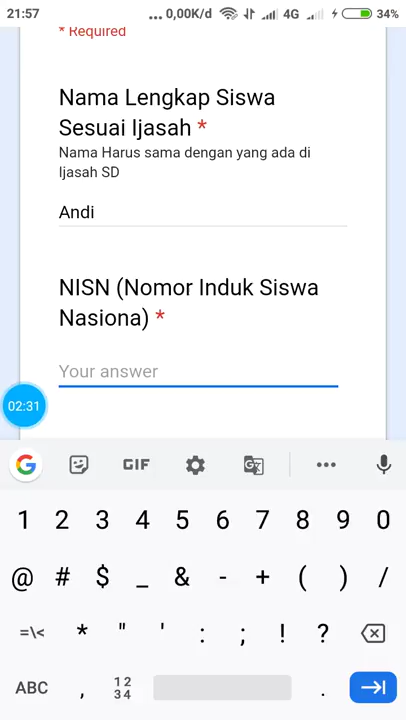 21:57 ... 0,00K/d 4G 34%
* Required
Nama Lengkap Siswa
Sesuai Ijasah *
Nama Harus sama dengan yang ada di
Ijasah SD
Andi
NISN (Nomor Induk Siswa
Nasiona) *
Your answer
02:31
G GIF ...
1 2 3 4 5 6 7 8 9 0
@ # $ _ & - + ( ) /
=\< * " ' : ; ! ?
ABC , 12 .
34